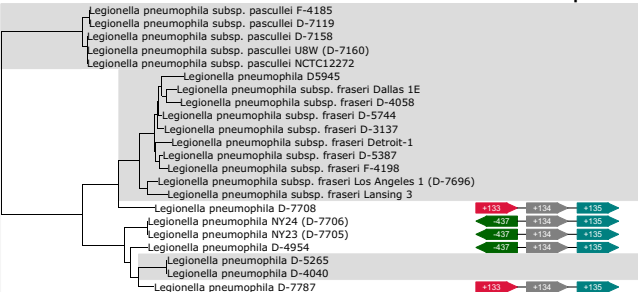 Legionella pneumophila subsp. pascullei F-4185
Legionella pneumophila subsp. pascullei D-7119
Legionella pneumophila subsp. pascullei D-7158
Legionella pneumophila subsp. pascullei U8W (D-7160)
Legionella pneumophila subsp. pascullei NCTC12272
Legionella pneumophila D5945
Legionella pneumophila subsp. fraseri Dallas 1E
Legionella pneumophila subsp. fraseri D-4058
Legionella pneumophila subsp. fraseri D-5744
Legionella pneumophila subsp. fraseri D-3137
Legionella pneumophila subsp. fraseri Detroit-1
Legionella pneumophila subsp. fraseri D-5387
Legionella pneumophila subsp. fraseri F-4198
Legionella pneumophila subsp. fraseri Los Angeles 1 (D-7696)
Legionella pneumophila subsp. fraseri Lansing 3
Legionella pneumophila D-7708 +133 +134 +135
Legionella pneumophila NY24 (D-7706) -437 +134 +135
Legionella pneumophila NY23 (D-7705) -437 +134 +135
Legionella pneumophila D-4954 -437 +134 +135
Legionella pneumophila D-5265
Legionella pneumophila D-4040
Legionella pneumophila D-7787 +133 +134 +135